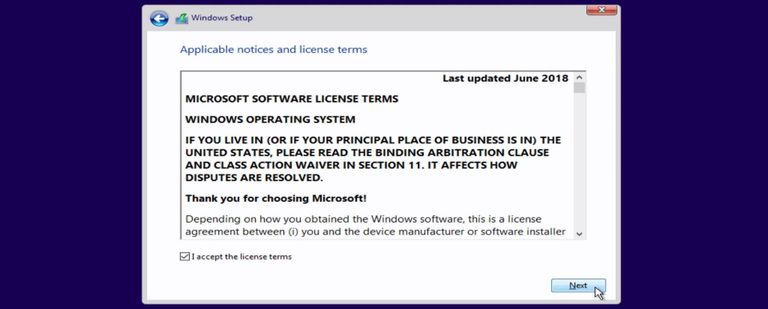 Windows Setup
Applicable notices and license terms
Last updated June 2018
MICROSOFT SOFTWARE LICENSE TERMS
WINDOWS OPERATING SYSTEM
IF YOU LIVE IN (OR IF YOUR PRINCIPAL PLACE OF BUSINESS IS IN) THE
UNITED STATES, PLEASE READ THE BINDING ARBITRATION CLAUSE
AND CLASS ACTION WAIVER IN SECTION 11. IT AFFECTS HOW
DISPUTES ARE RESOLVED.
Thank you for choosing Microsoft!
Depending on how you obtained the Windows software, this is a license
agreement between (i) you and the device manufacturer or software installer
I accept the license terms
Next